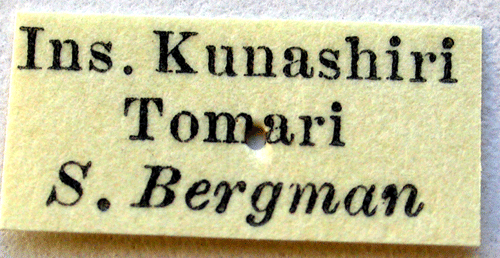 Ins. Kunashiri
Tomari
S. Bergman